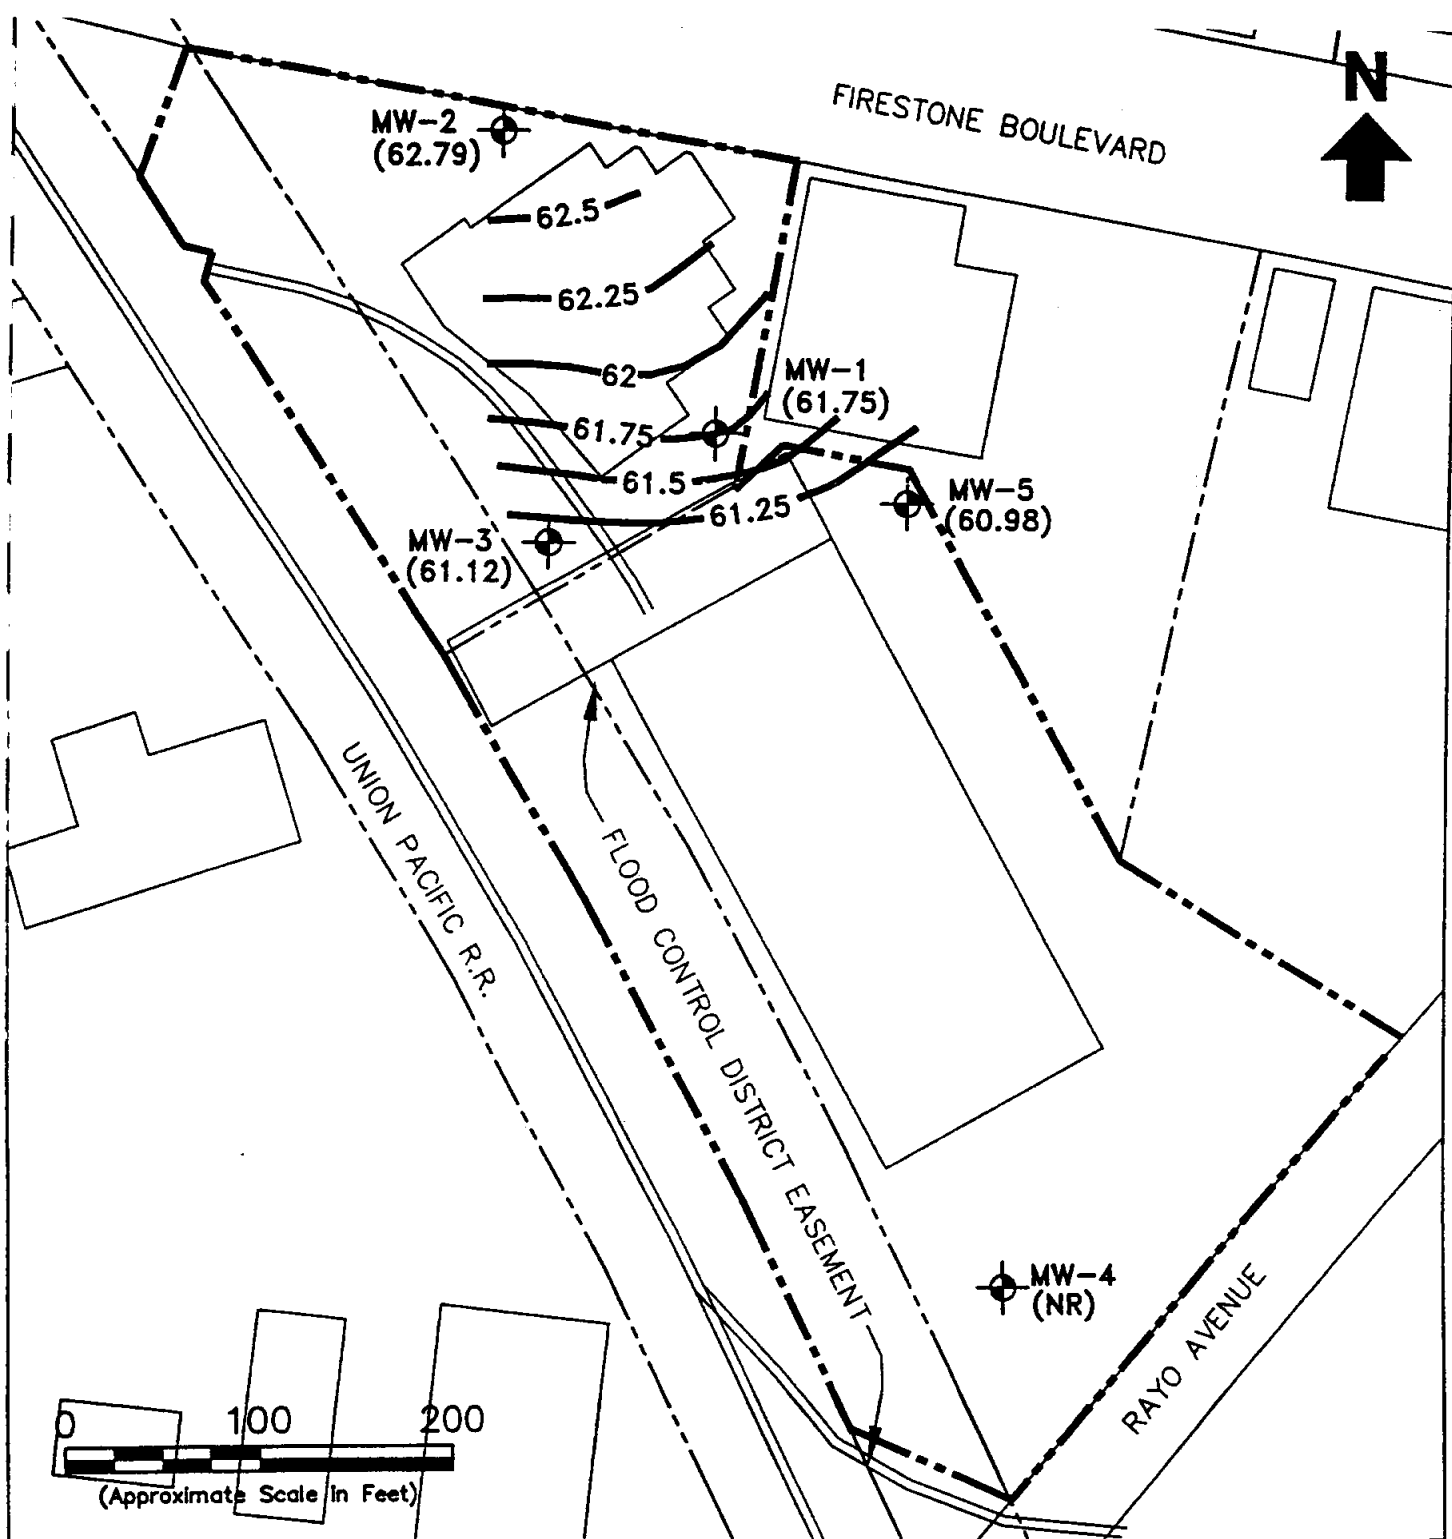 FIRESTONE BOULEVARD
N
MW-2
(62.79)
62.5
62.25
62
MW-1
(61.75)
61.75
61.5
61.25
MW-5
(60.98)
MW-3
(61.12)
UNION PACIFIC R.R.
FLOOD CONTROL DISTRICT EASEMENT
MW-4
(NR)
RAYO AVENUE
0 100 200
(Approximate Scale in Feet)